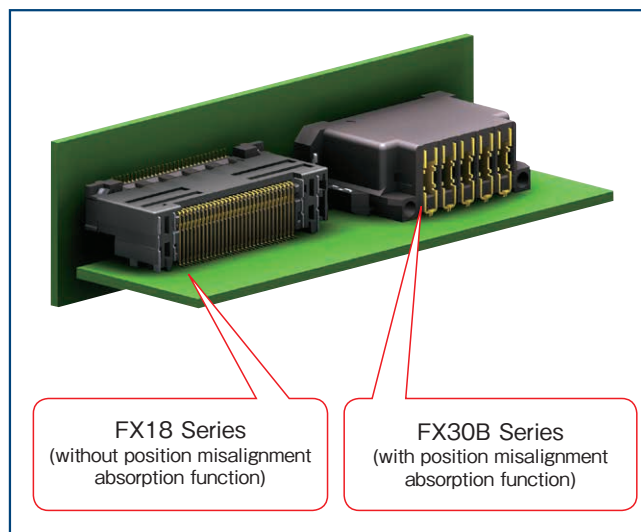 FX18 Series
(without position misalignment
absorption function)
FX30B Series
(with position misalignment
absorption function)